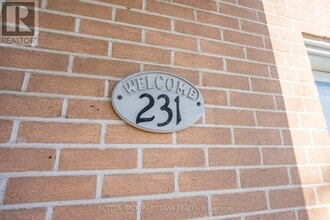 REALTOR®
WELCOME
231
SUTTON GROUP - OTTAWA REALTY, Brokerage